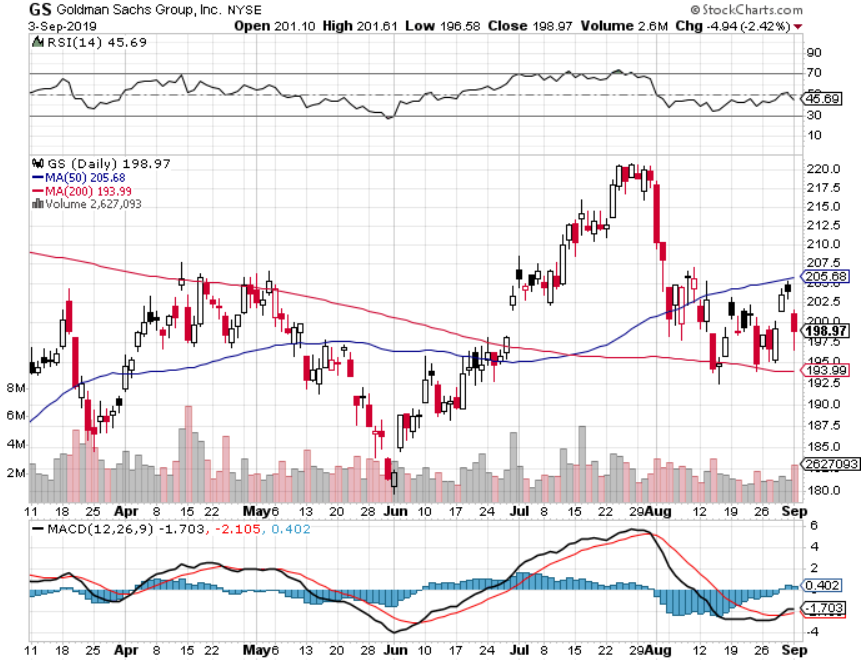 GS Goldman Sachs Group, Inc. NYSE
© StockCharts.com
3-Sep-2019
Open 201.10 High 201.61 Low 196.58 Close 198.97 Volume 2.6M Chg -4.94 (-2.42%)
RSI(14) 45.69
90
70
50
45.69
30
10
GS (Daily) 198.97
MA(50) 205.68
MA(200) 193.99
Volume 2,627,093
220.0
217.5
215.0
212.5
210.0
207.5
205.68
202.5
200.0
198.97
197.5
195.0
193.99
192.5
190.0
187.5
185.0
2627093
180.0
8M
6M
4M
2M
11 18 25 Apr 8 15 22 May 6 13 20 28 Jun 10 17 24 Jul 8 15 22 29 Aug 12 19 26 Sep
MACD(12,26,9) -1.703, -2.105, 0.402
6
4
2
0.402
-1.703
-4
11 18 25 Apr 8 15 22 May 6 13 20 28 Jun 10 17 24 Jul 8 15 22 29 Aug 12 19 26 Sep